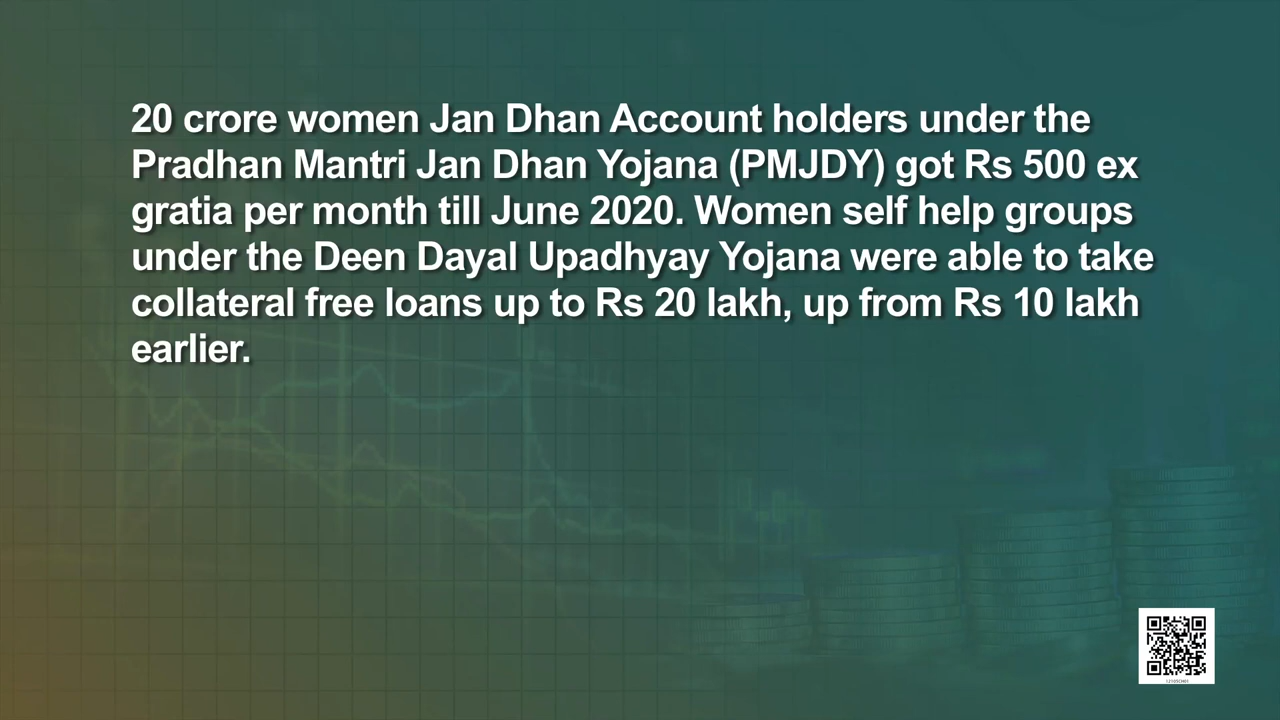 20 crore women Jan Dhan Account holders under the
Pradhan Mantri Jan Dhan Yojana (PMJDY) got Rs 500 ex
gratia per month till June 2020. Women self help groups
under the Deen Dayal Upadhyay Yojana were able to take
collateral free loans up to Rs 20 lakh, up from Rs 10 lakh
earlier.